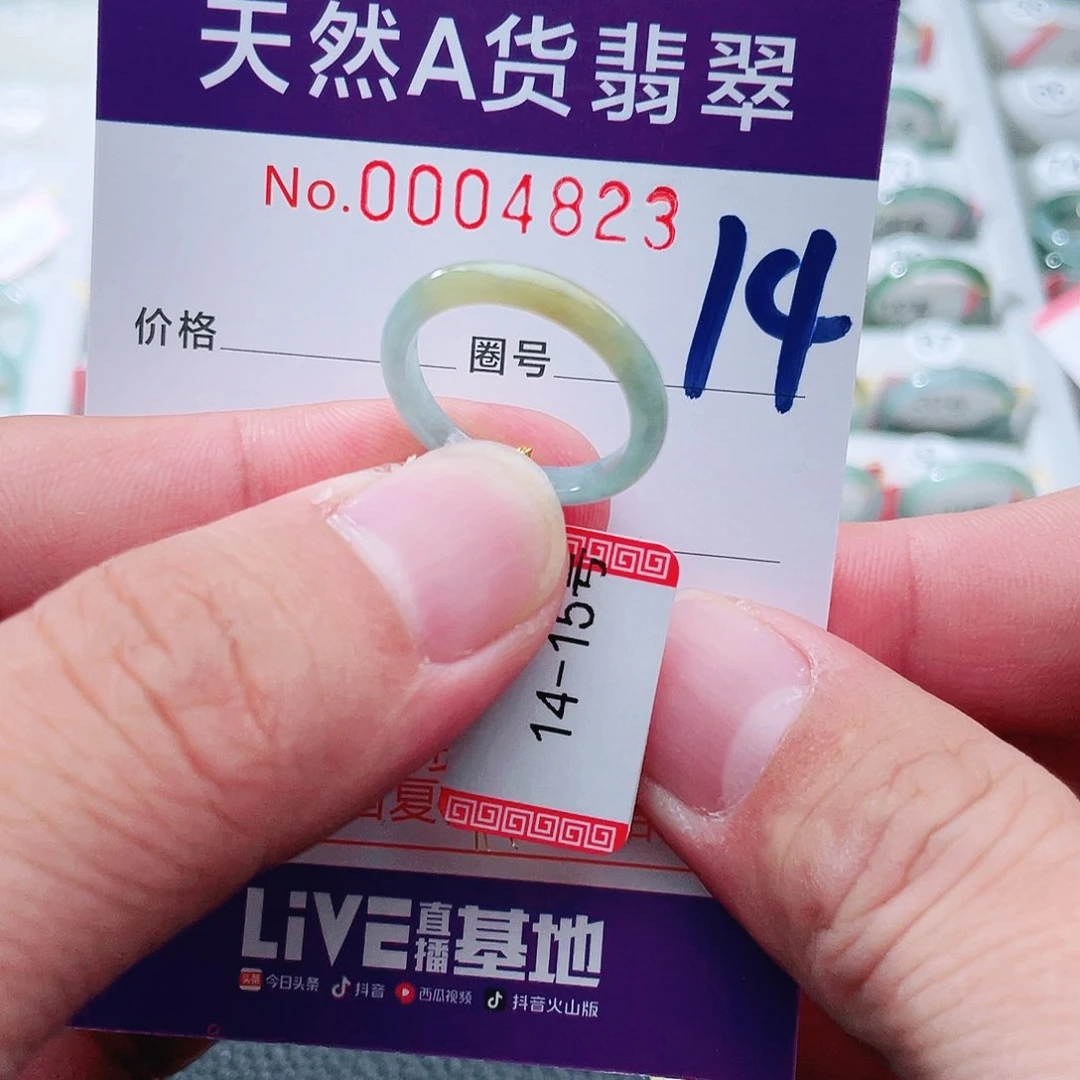 天然A货翡翠
No.0004823
14
价格 圈号
14-15号
LiVE直播基地
今日头条 抖音 西瓜视频 抖音火山版